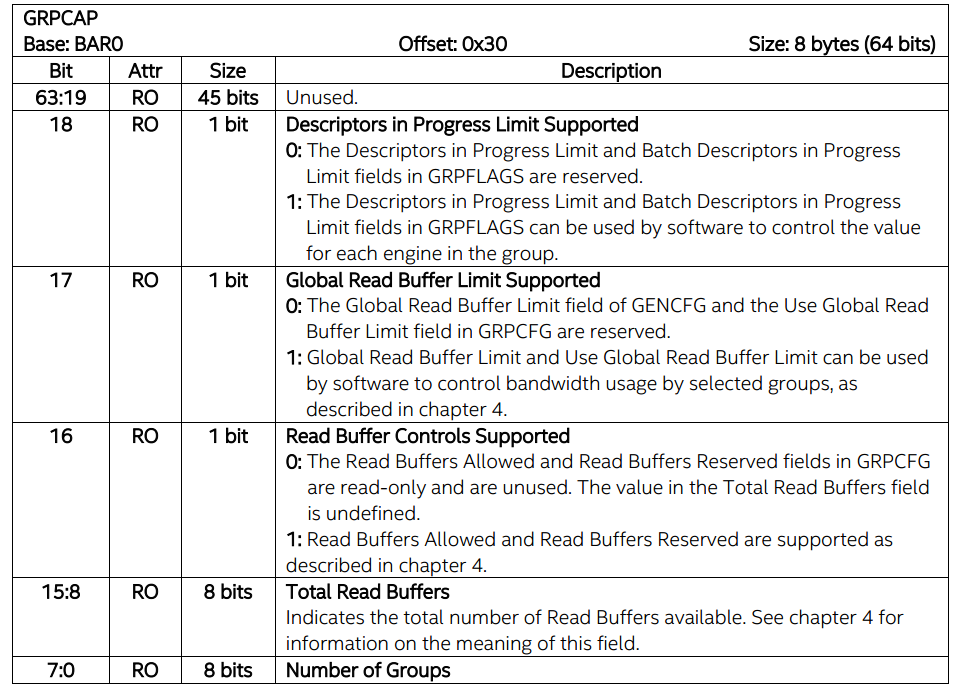 GRPCAP
Base: BAR0 Offset: 0x30 Size: 8 bytes (64 bits)
Bit Attr Size Description
63:19 RO 45 bits Unused.
18 RO 1 bit Descriptors in Progress Limit Supported
0: The Descriptors in Progress Limit and Batch Descriptors in Progress
Limit fields in GRPFLAGS are reserved.
1: The Descriptors in Progress Limit and Batch Descriptors in Progress
Limit fields in GRPFLAGS can be used by software to control the value
for each engine in the group.
17 RO 1 bit Global Read Buffer Limit Supported
0: The Global Read Buffer Limit field of GENCFG and the Use Global Read
Buffer Limit field in GRPCFG are reserved.
1: Global Read Buffer Limit and Use Global Read Buffer Limit can be used
by software to control bandwidth usage by selected groups, as
described in chapter 4.
16 RO 1 bit Read Buffer Controls Supported
0: The Read Buffers Allowed and Read Buffers Reserved fields in GRPCFG
are read-only and are unused. The value in the Total Read Buffers field
is undefined.
1: Read Buffers Allowed and Read Buffers Reserved are supported as
described in chapter 4.
15:8 RO 8 bits Total Read Buffers
Indicates the total number of Read Buffers available. See chapter 4 for
information on the meaning of this field.
7:0 RO 8 bits Number of Groups